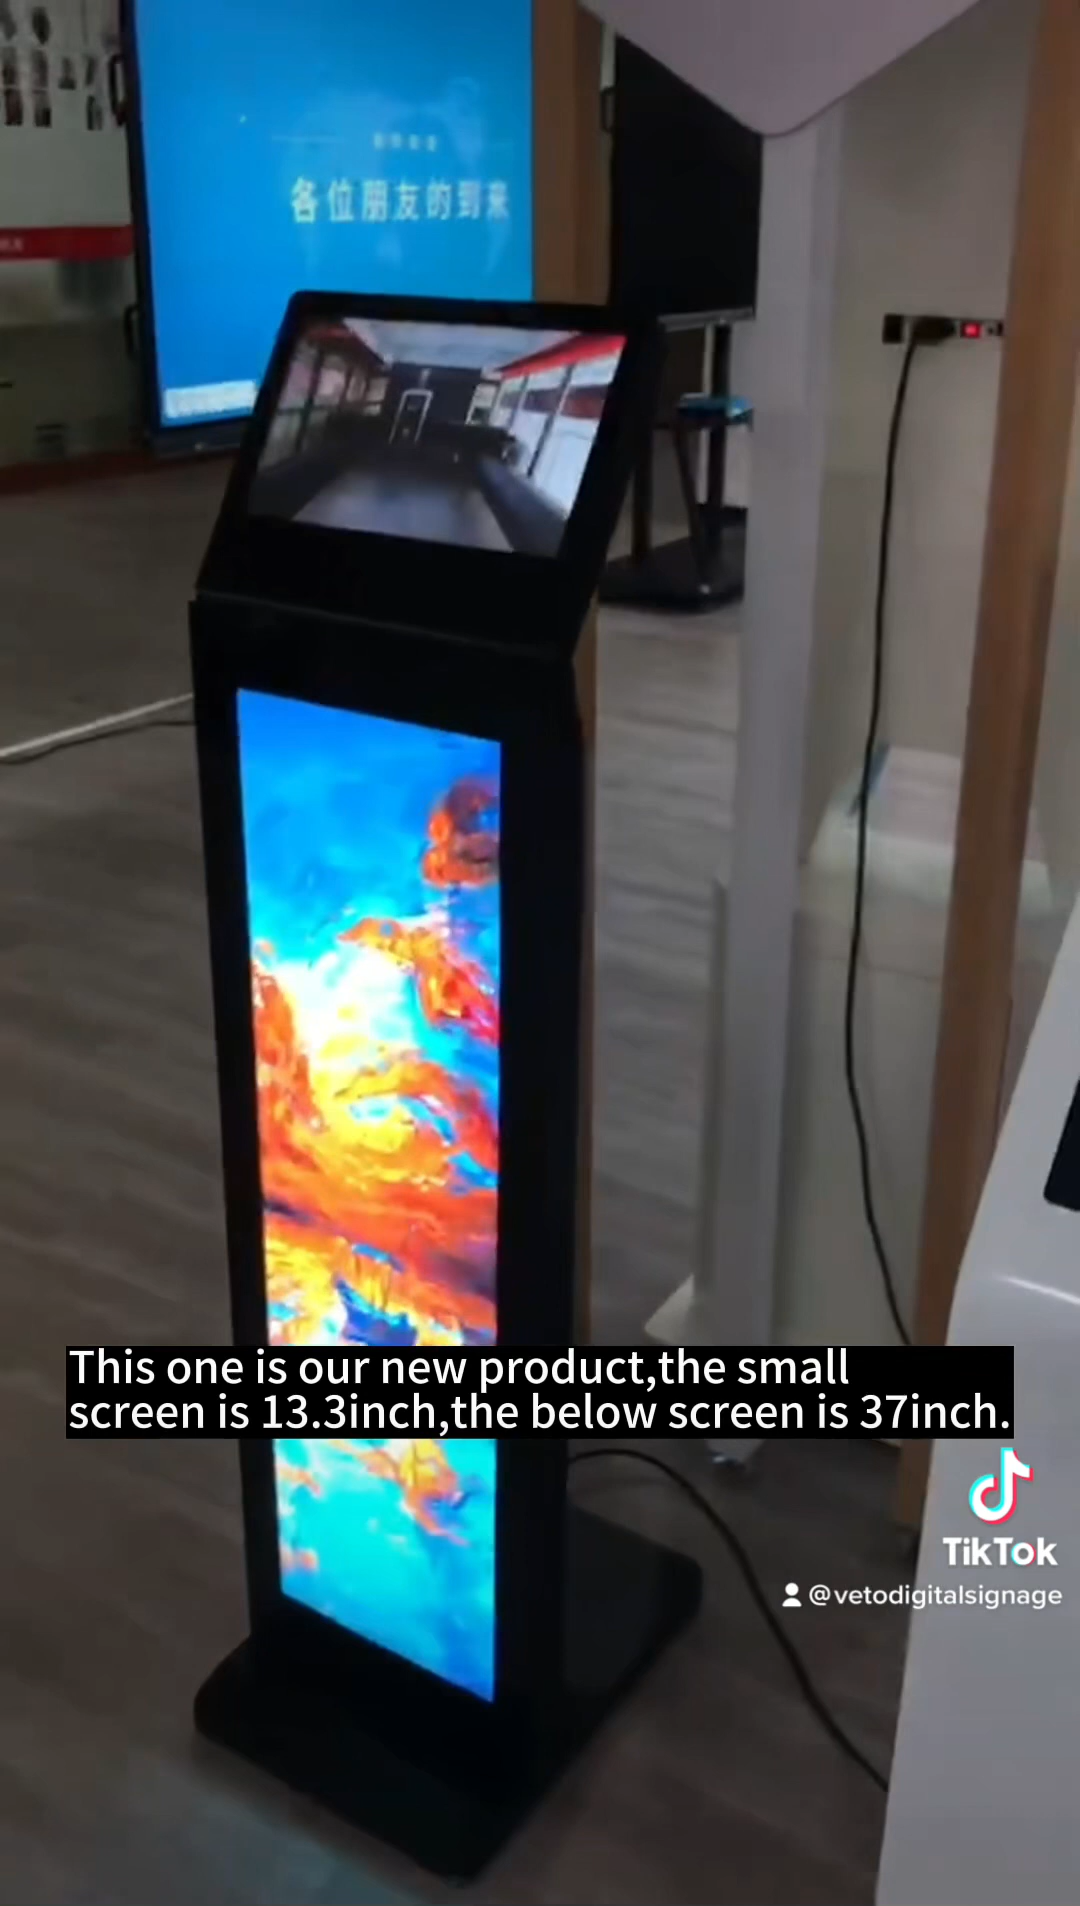 各位朋友的到来
This one is our new product,the small
screen is 13.3inch,the below screen is 37inch.
TikTok
@vetodigitalsignage